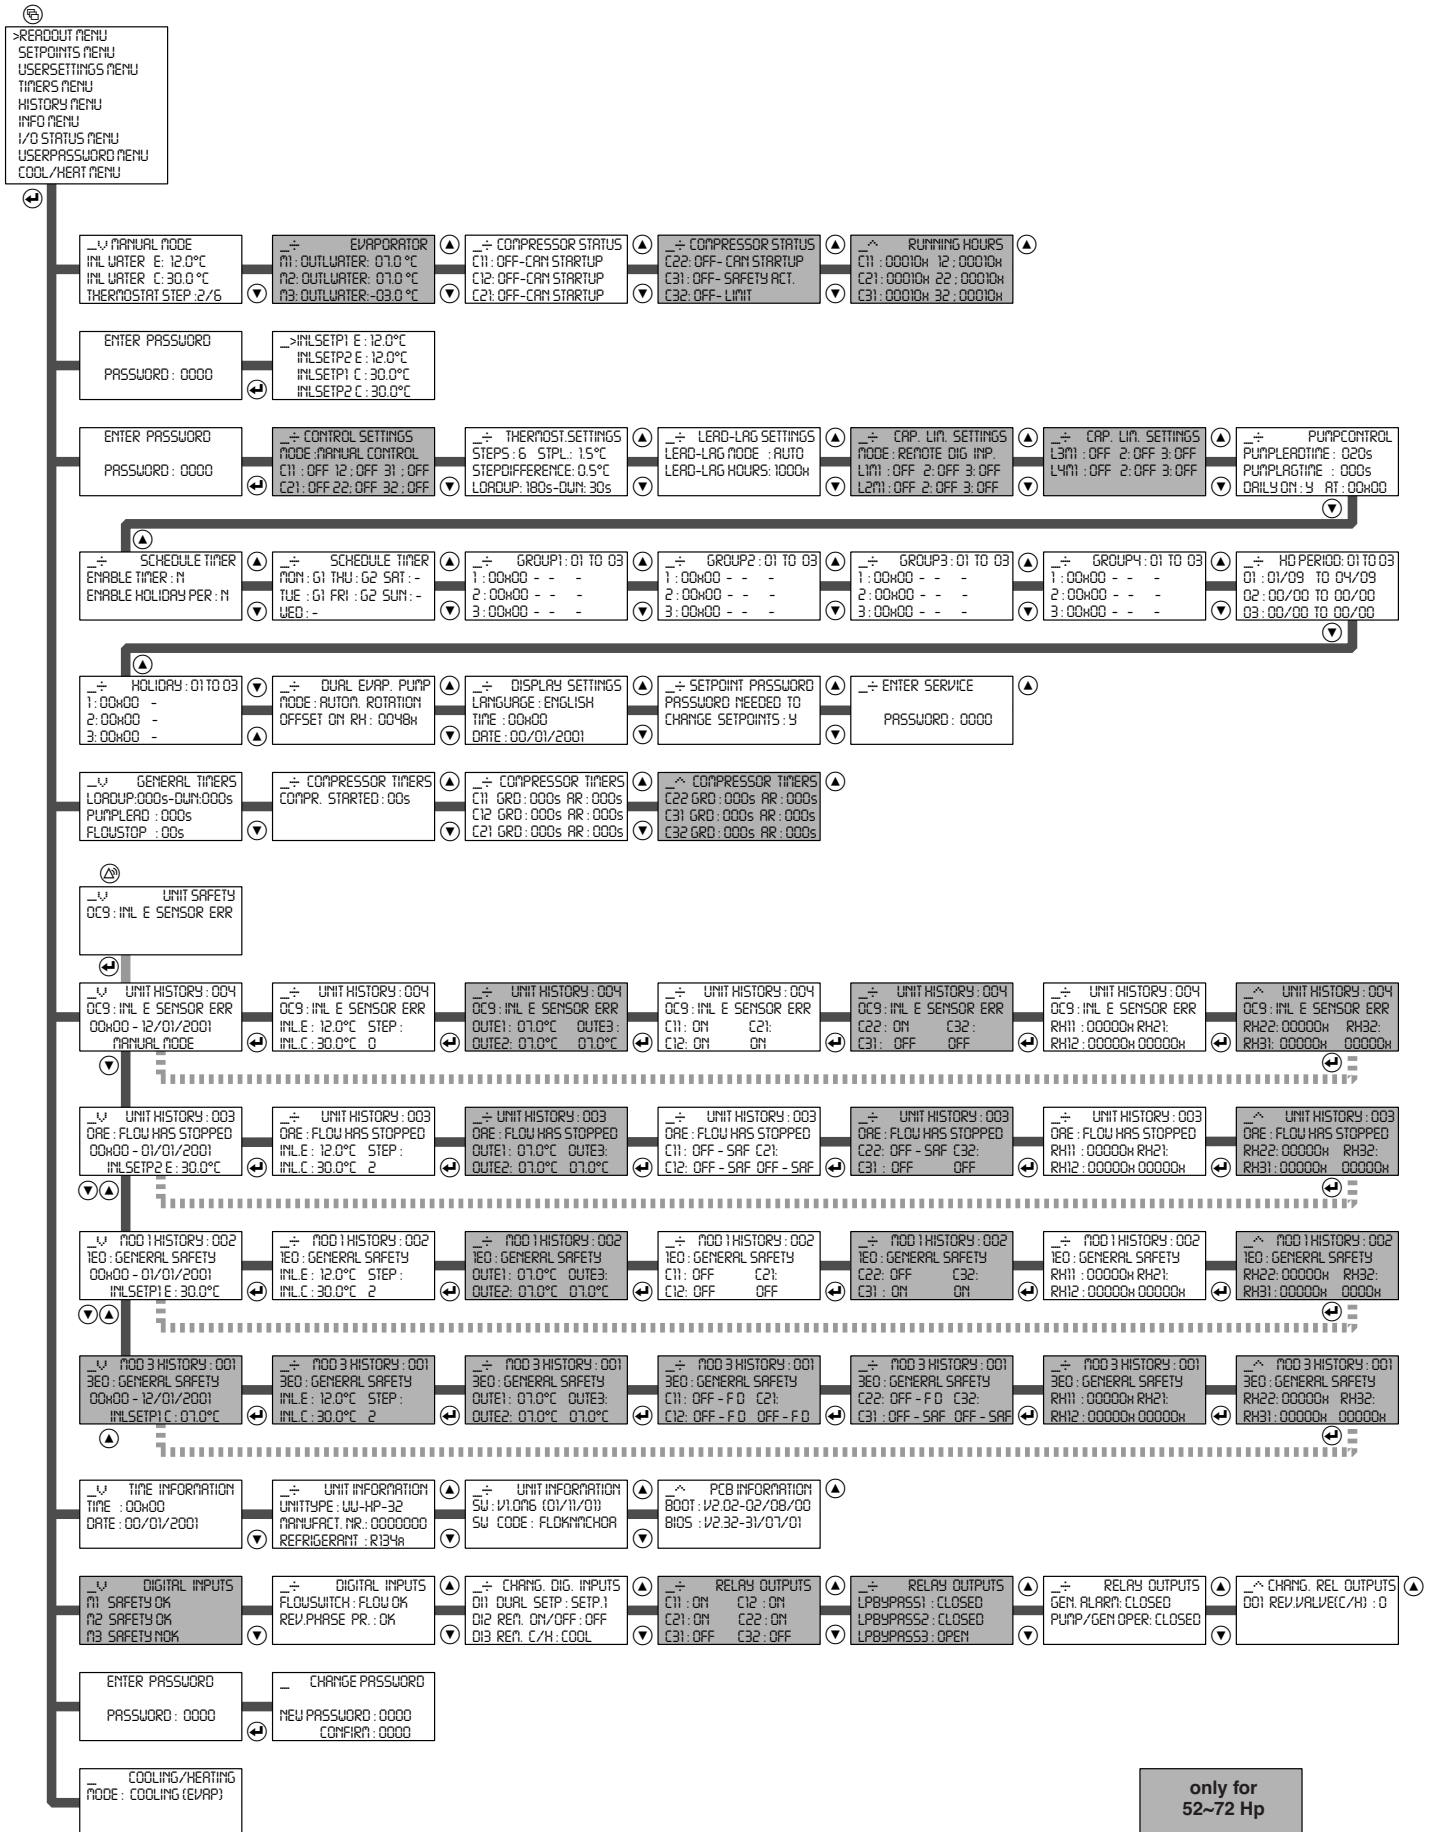 >READOUT MENU
SETPOINTS MENU
USERSETTINGS MENU
TIMERS MENU
HISTORY MENU
INFO MENU
I/O STATUS MENU
USERPASSWORD MENU
COOL/HEAT MENU
_v MANUAL MODE
INL WATER E: 12.0°C
INL WATER C: 30.0 °C
THERMOSTAT STEP :2/6
_÷ EVAPORATOR
M1 : OUTLWATER: 07.0 °C
M2: OUTLWATER: 07.0 °C
M3: OUTLWATER:-03.0 °C
_÷ COMPRESSOR STATUS
C11 : OFF-CAN STARTUP
C12: OFF-CAN STARTUP
C21: OFF-CAN STARTUP
_÷ COMPRESSOR STATUS
C22: OFF- CAN STARTUP
C31 : OFF- SAFETY ACT.
C32: OFF- LIMIT
_^ RUNNING HOURS
C11 : 00010h 12 ; 00010h
C21 : 00010h 22 ; 00010h
C31 : 00010h 32 ; 00010h
ENTER PASSWORD
PASSWORD : 0000
_>INLSETP1 E : 12.0°C
INLSETP2 E : 12.0°C
INLSETP1 C : 30.0°C
INLSETP2 C : 30.0°C
ENTER PASSWORD
PASSWORD : 0000
_÷ CONTROL SETTINGS
MODE :MANUAL CONTROL
C11 : OFF 12 ; OFF 31 ; OFF
C21 : OFF 22: OFF 32 ; OFF
_÷ THERMOST.SETTINGS
STEPS : 6 STPL.: 1.5°C
STEPDIFFERENCE: 0.5°C
LOADUP: 180s-DWN: 30s
_÷ LEAD-LAG SETTINGS
LEAD-LAG MODE : AUTO
LEAD-LAG HOURS: 1000h
_÷ CAP. LIM. SETTINGS
MODE : REMOTE DIG INP.
L1M1 : OFF 2: OFF 3: OFF
L2M1 : OFF 2: OFF 3: OFF
_÷ CAP. LIM. SETTINGS
L3M1 : OFF 2: OFF 3: OFF
L4M1 : OFF 2: OFF 3: OFF
_÷ PUMPCONTROL
PUMPLEADTIME : 020s
PUMPLAGTIME : 000s
DAILY ON : Y AT : 00h00
_÷ SCHEDULE TIMER
ENABLE TIMER : N
ENABLE HOLIDAY PER : N
_÷ SCHEDULE TIMER
MON : G1 THU : G2 SAT : -
TUE : G1 FRI : G2 SUN : -
WED : -
_÷ GROUP1 : 01 TO 03
1 : 00h00 - - -
2 : 00h00 - - -
3 : 00h00 - - -
_÷ GROUP2 : 01 TO 03
1 : 00h00 - - -
2 : 00h00 - - -
3 : 00h00 - - -
_÷ GROUP3 : 01 TO 03
1 : 00h00 - - -
2 : 00h00 - - -
3 : 00h00 - - -
_÷ GROUP4 : 01 TO 03
1 : 00h00 - - -
2 : 00h00 - - -
3 : 00h00 - - -
_÷ HD PERIOD: 01 TO 03
01 : 01/09 TO 04/09
02 : 00/00 TO 00/00
03 : 00/00 TO 00/00
_÷ HOLIDAY : 01 TO 03
1: 00h00 -
2: 00h00 -
3: 00h00 -
_÷ DUAL EVAP. PUMP
MODE : AUTOM. ROTATION
OFFSET ON RH : 0048h
_÷ DISPLAY SETTINGS
LANGUAGE : ENGLISH
TIME : 00h00
DATE : 00/01/2001
_÷ SETPOINT PASSWORD
PASSWORD NEEDED TO
CHANGE SETPOINTS : Y
_÷ ENTER SERVICE
PASSWORD : 0000
_v GENERAL TIMERS
LOADUP:000s-DWN:000s
PUMPLEAD : 000s
FLOWSTOP : 00s
_÷ COMPRESSOR TIMERS
COMPR. STARTED : 00s
_÷ COMPRESSOR TIMERS
C11 GRD : 000s AR : 000s
C12 GRD : 000s AR : 000s
C21 GRD : 000s AR : 000s
_^ COMPRESSOR TIMERS
C22 GRD : 000s AR : 000s
C31 GRD : 000s AR : 000s
C32 GRD : 000s AR : 000s
_v UNIT SAFETY
0C9 : INL E SENSOR ERR
_v UNIT HISTORY : 004
0C9 : INL E SENSOR ERR
00h00 - 12/01/2001
MANUAL MODE
_÷ UNIT HISTORY : 004
0C9 : INL E SENSOR ERR
INL.E : 12.0°C STEP :
INL.C : 30.0°C 0
_÷ UNIT HISTORY : 004
0C9 : INL E SENSOR ERR
OUTE1 : 07.0°C OUTE3 :
OUTE2: 07.0°C 07.0°C
_÷ UNIT HISTORY : 004
0C9 : INL E SENSOR ERR
C11 : ON C21:
C12: ON ON
_÷ UNIT HISTORY : 004
0C9 : INL E SENSOR ERR
C22 : ON C32 :
C31 : OFF OFF
_÷ UNIT HISTORY : 004
0C9 : INL E SENSOR ERR
RH11 : 00000h RH21:
RH12 : 00000h 00000h
_^ UNIT HISTORY : 004
0C9 : INL E SENSOR ERR
RH22: 00000h RH32:
RH31: 00000h 00000h
_v UNIT HISTORY : 003
0AE : FLOW HAS STOPPED
00h00 - 01/01/2001
INLSETP2 E : 30.0°C
_÷ UNIT HISTORY : 003
0AE : FLOW HAS STOPPED
INL.E : 12.0°C STEP :
INL.C : 30.0°C 2
_÷ UNIT HISTORY : 003
0AE : FLOW HAS STOPPED
OUTE1 : 07.0°C OUTE3:
OUTE2: 07.0°C 07.0°C
_÷ UNIT HISTORY : 003
0AE : FLOW HAS STOPPED
C11 : OFF - SAF C21:
C12: OFF - SAF OFF - SAF
_÷ UNIT HISTORY : 003
0AE : FLOW HAS STOPPED
C22: OFF - SAF C32:
C31 : OFF OFF
_÷ UNIT HISTORY : 003
0AE : FLOW HAS STOPPED
RH11 : 00000h RH21:
RH12 : 00000h 00000h
_^ UNIT HISTORY : 003
0AE : FLOW HAS STOPPED
RH22: 00000h RH32:
RH31 : 00000h 00000h
_v MOD 1 HISTORY : 002
1E0 : GENERAL SAFETY
00h00 - 01/01/2001
INLSETP1 E : 30.0°C
_÷ MOD 1 HISTORY : 002
1E0 : GENERAL SAFETY
INL.E : 12.0°C STEP :
INL.C : 30.0°C 2
_÷ MOD 1 HISTORY : 002
1E0 : GENERAL SAFETY
OUTE1 : 07.0°C OUTE3:
OUTE2: 07.0°C 07.0°C
_÷ MOD 1 HISTORY : 002
1E0 : GENERAL SAFETY
C11 : OFF C21:
C12: OFF OFF
_÷ MOD 1 HISTORY : 002
1E0 : GENERAL SAFETY
C22: OFF C32:
C31 : ON ON
_÷ MOD 1 HISTORY : 002
1E0 : GENERAL SAFETY
RH11 : 00000h RH21:
RH12 : 00000h 00000h
_^ MOD 1 HISTORY : 002
1E0 : GENERAL SAFETY
RH22: 00000h RH32:
RH31 : 00000h 0000h
_v MOD 3 HISTORY : 001
3E0 : GENERAL SAFETY
00h00 - 12/01/2001
INLSETP1 C : 07.0°C
_÷ MOD 3 HISTORY : 001
3E0 : GENERAL SAFETY
INL.E : 12.0°C STEP :
INL.C : 30.0°C 2
_÷ MOD 3 HISTORY : 001
3E0 : GENERAL SAFETY
OUTE1 : 07.0°C OUTE3:
OUTE2: 07.0°C 07.0°C
_÷ MOD 3 HISTORY : 001
3E0 : GENERAL SAFETY
C11 : OFF - F D C21:
C12: OFF - F D OFF - F D
_÷ MOD 3 HISTORY : 001
3E0 : GENERAL SAFETY
C22: OFF - F D C32:
C31 : OFF - SAF OFF - SAF
_÷ MOD 3 HISTORY : 001
3E0 : GENERAL SAFETY
RH11 : 00000h RH21:
RH12 : 00000h 00000h
_^ MOD 3 HISTORY : 001
3E0 : GENERAL SAFETY
RH22: 00000h RH32:
RH31 : 00000h 00000h
_v TIME INFORMATION
TIME : 00h00
DATE : 00/01/2001
_÷ UNIT INFORMATION
UNITTYPE : WW-HP-32
MANUFACT. NR.: 0000000
REFRIGERANT : R134a
_÷ UNIT INFORMATION
SW : V1.0M6 (01/11/01)
SW CODE : FLDKNMCH0A
_^ PCB INFORMATION
BOOT : V2.02-02/08/00
BIOS : V2.32-31/07/01
_v DIGITAL INPUTS
M1 SAFETY OK
M2 SAFETY OK
M3 SAFETY NOK
_÷ DIGITAL INPUTS
FLOWSWITCH : FLOW OK
REV.PHASE PR. : OK
_÷ CHANG. DIG. INPUTS
DI1 DUAL SETP : SETP.1
DI2 REM. ON/OFF : OFF
DI3 REM. C/H : COOL
_÷ RELAY OUTPUTS
C11 : ON C12 : ON
C21 : ON C22 : ON
C31 : OFF C32 : OFF
_÷ RELAY OUTPUTS
LPBYPASS1 : CLOSED
LPBYPASS2 : CLOSED
LPBYPASS3 : OPEN
_÷ RELAY OUTPUTS
GEN. ALARM: CLOSED
PUMP/GEN OPER: CLOSED
_^ CHANG. REL OUTPUTS
DO1 REV.VALVE(C/H) : 0
ENTER PASSWORD
PASSWORD : 0000
_ CHANGE PASSWORD
NEW PASSWORD : 0000
CONFIRM : 0000
_ COOLING/HEATING
MODE : COOLING (EVAP)
only for
52~72 Hp